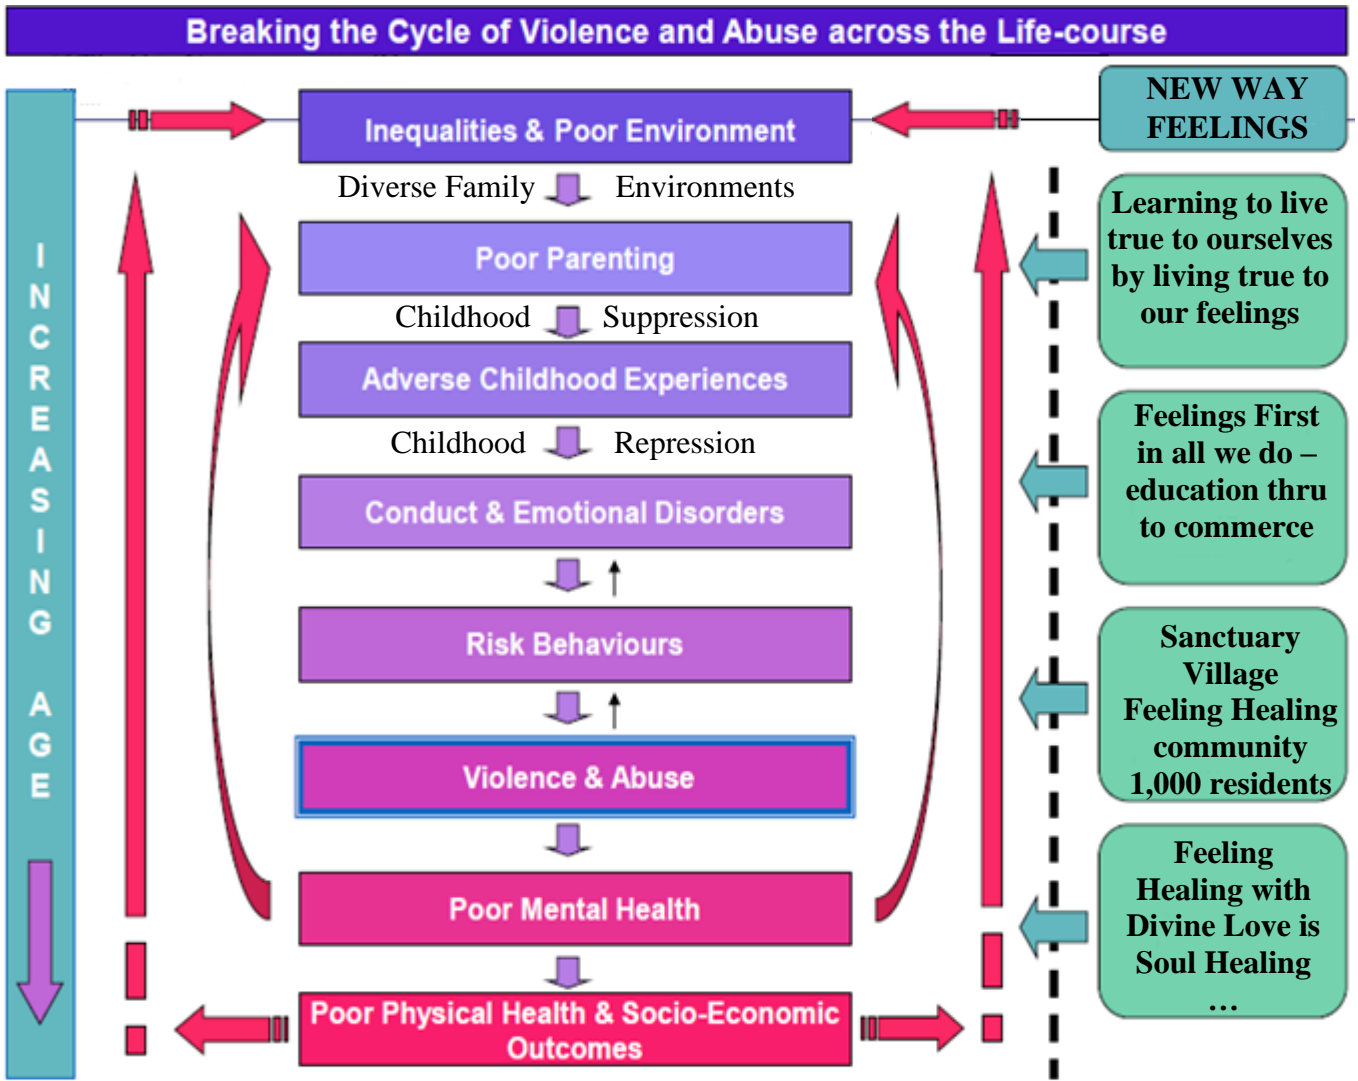 Breaking the Cycle of Violence and Abuse across the Life-course
INCREASING AGE
Inequalities & Poor Environment
Diverse Family Environments
Poor Parenting
Childhood Suppression
Adverse Childhood Experiences
Childhood Repression
Conduct & Emotional Disorders
Risk Behaviours
Violence & Abuse
Poor Mental Health
Poor Physical Health & Socio-Economic
Outcomes
NEW WAY
FEELINGS
Learning to live
true to ourselves
by living true to
our feelings
Feelings First
in all we do –
education thru
to commerce
Sanctuary
Village
Feeling Healing
community
1,000 residents
Feeling
Healing with
Divine Love is
Soul Healing
…